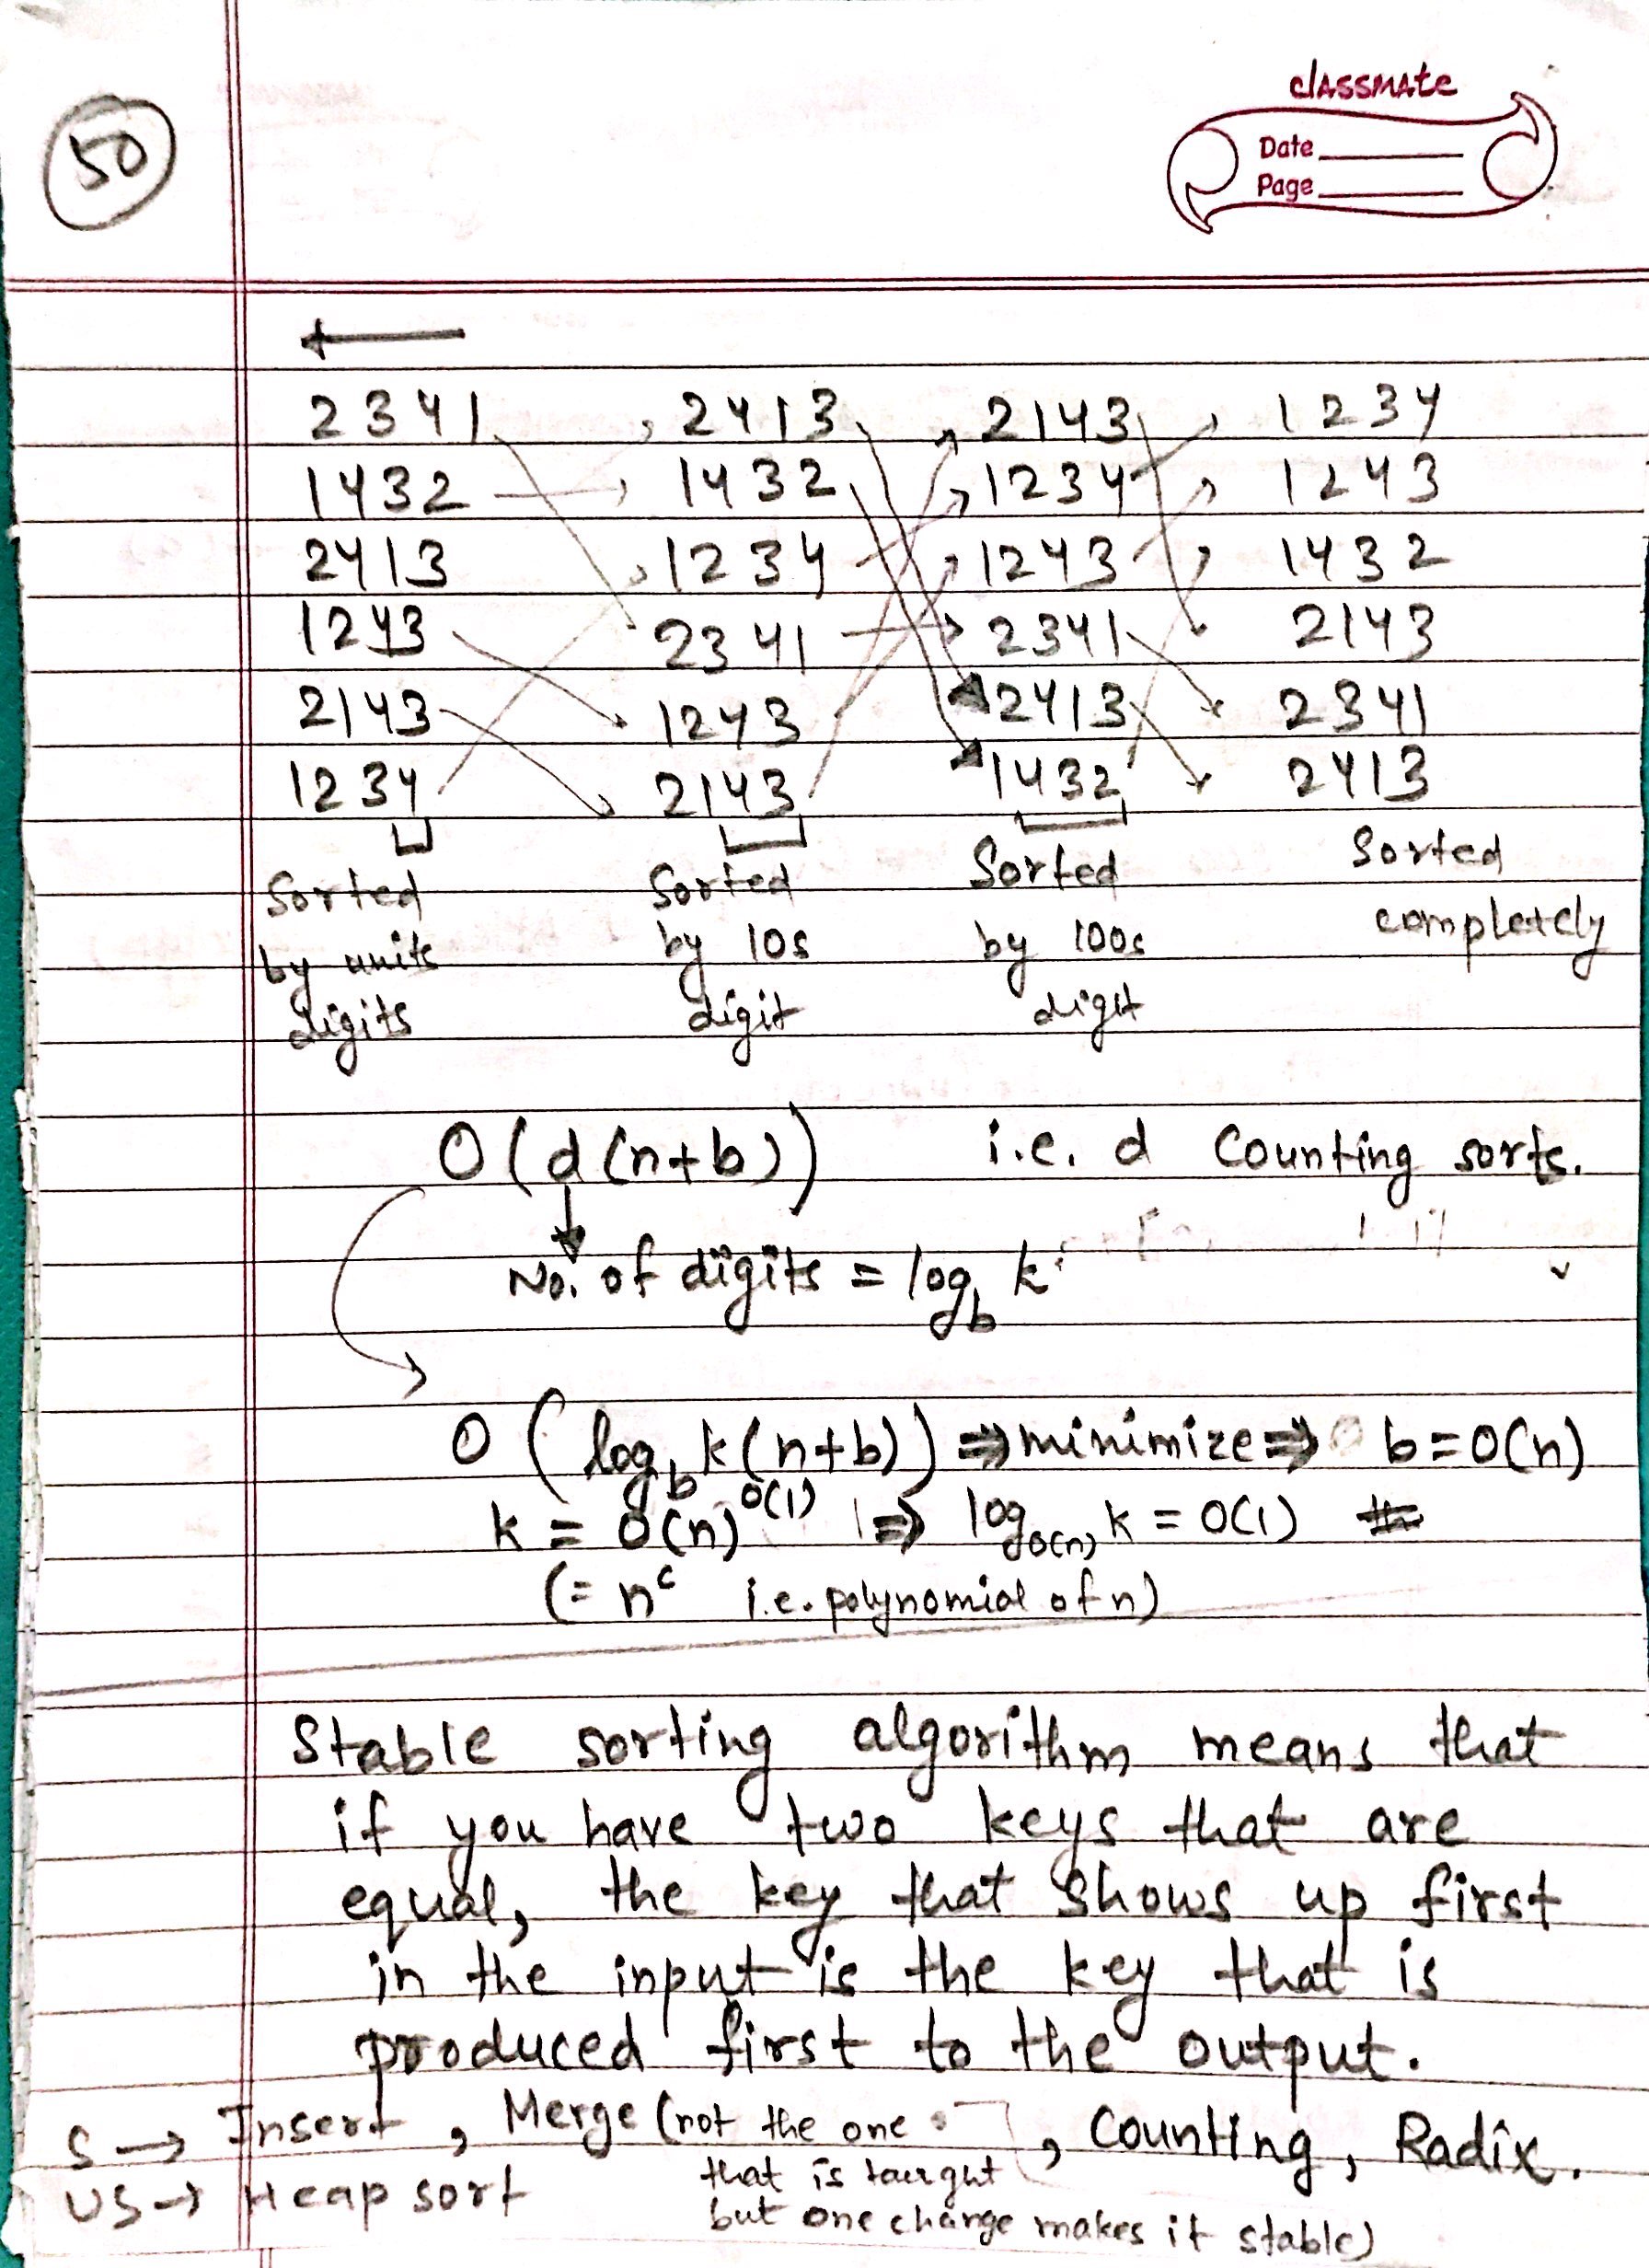 50
classmate
Date
Page
2341 2413 2143 1234
1432 1432 1234 1243
2413 1234 1243 1432
1243 2341 2341 2143
2143 1243 2413 2341
1234 2143 1432 2413
Sorted by units digits
Sorted by 10s digit
Sorted by 100s digit
Sorted completely
O(d(n+b)) i.e. d Counting sorts.
No. of digits = log_b k
O(log_b k(n+b)) ⇒ minimize ⇒ b=O(n)
k = O(n)^O(1) ⇒ log_O(n) k = O(1)
(= n^c i.e. polynomial of n)
Stable sorting algorithm means that
if you have two keys that are
equal, the key that shows up first
in the input is the key that is
produced first to the output.
S → Insert, Merge (not the one that is taught but one change makes it stable), Counting, Radix.
US → Heap sort